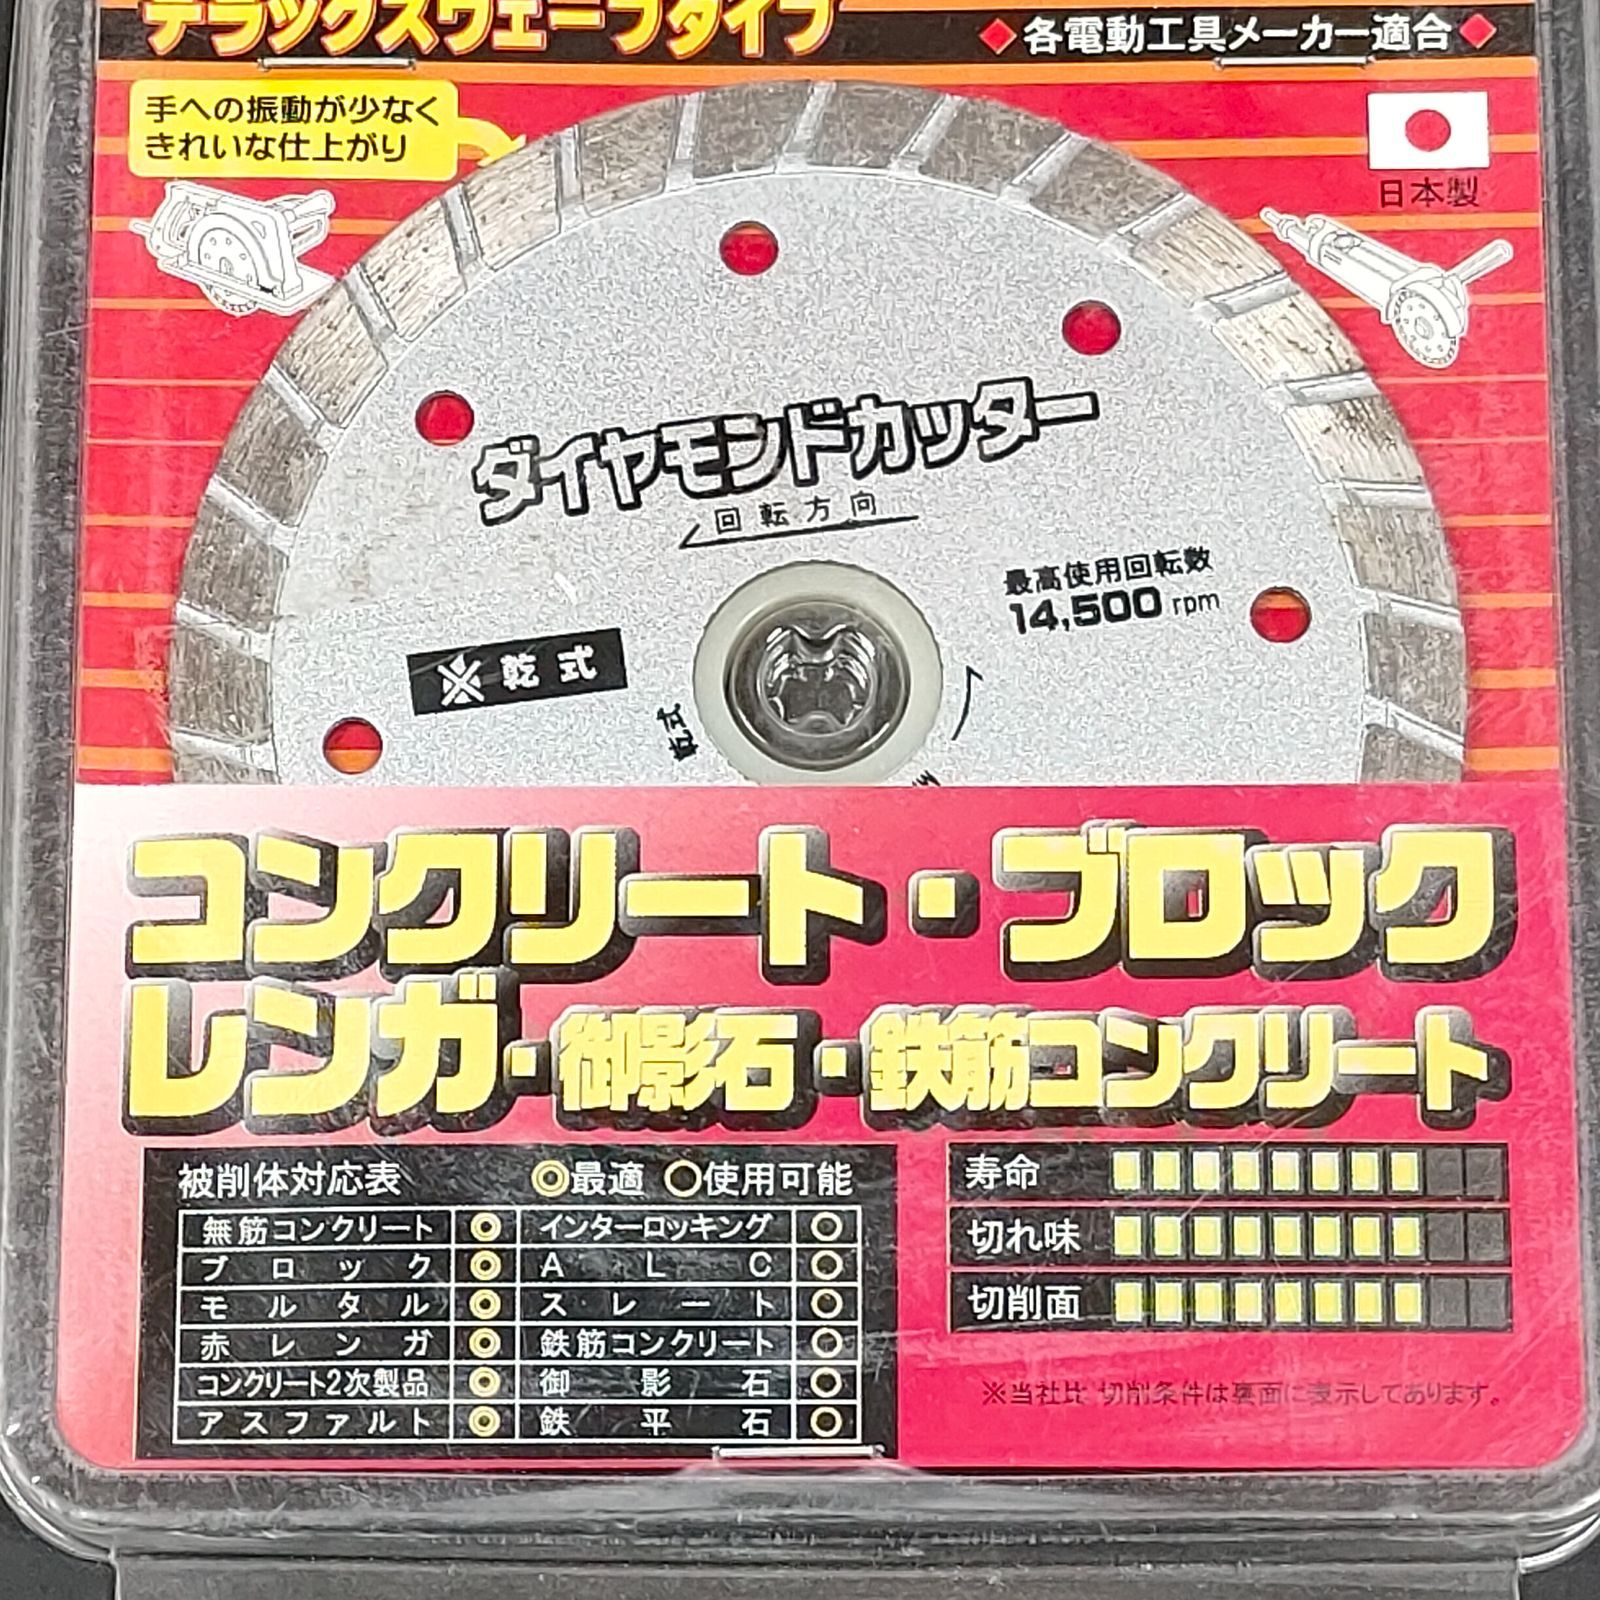 デラックスウェーブタイプ
◆各電動工具メーカー適合◆
手への振動が少なく
きれいな仕上がり
日本製
ダイヤモンドカッター
回転方向
最高使用回転数
14,500 rpm
※乾式
乾式
コンクリート・ブロック
レンガ・御影石・鉄筋コンクリート
被削体対応表 ◎最適 ○使用可能
無筋コンクリート ◎ インターロッキング ○
ブロック ◎ ALC ○
モルタル ◎ スレート ○
赤レンガ ◎ 鉄筋コンクリート ○
コンクリート2次製品 ◎ 御影石 ○
アスファルト ◎ 鉄平石 ○
寿命
切れ味
切削面
※当社比 切削条件は裏面に表示してあります。